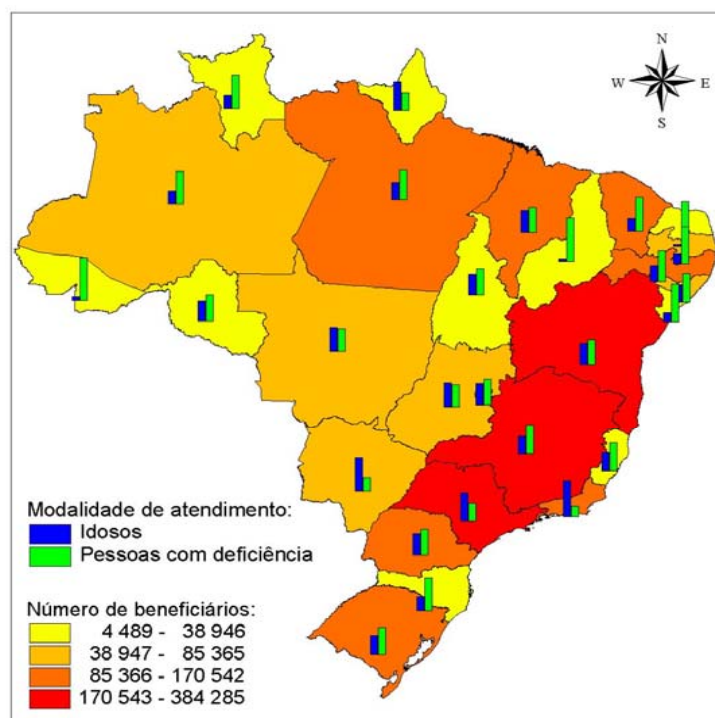 N
W E
S
Modalidade de atendimento:
Idosos
Pessoas com deficiência
Número de beneficiários:
4 489 - 38 946
38 947 - 85 365
85 366 - 170 542
170 543 - 384 285